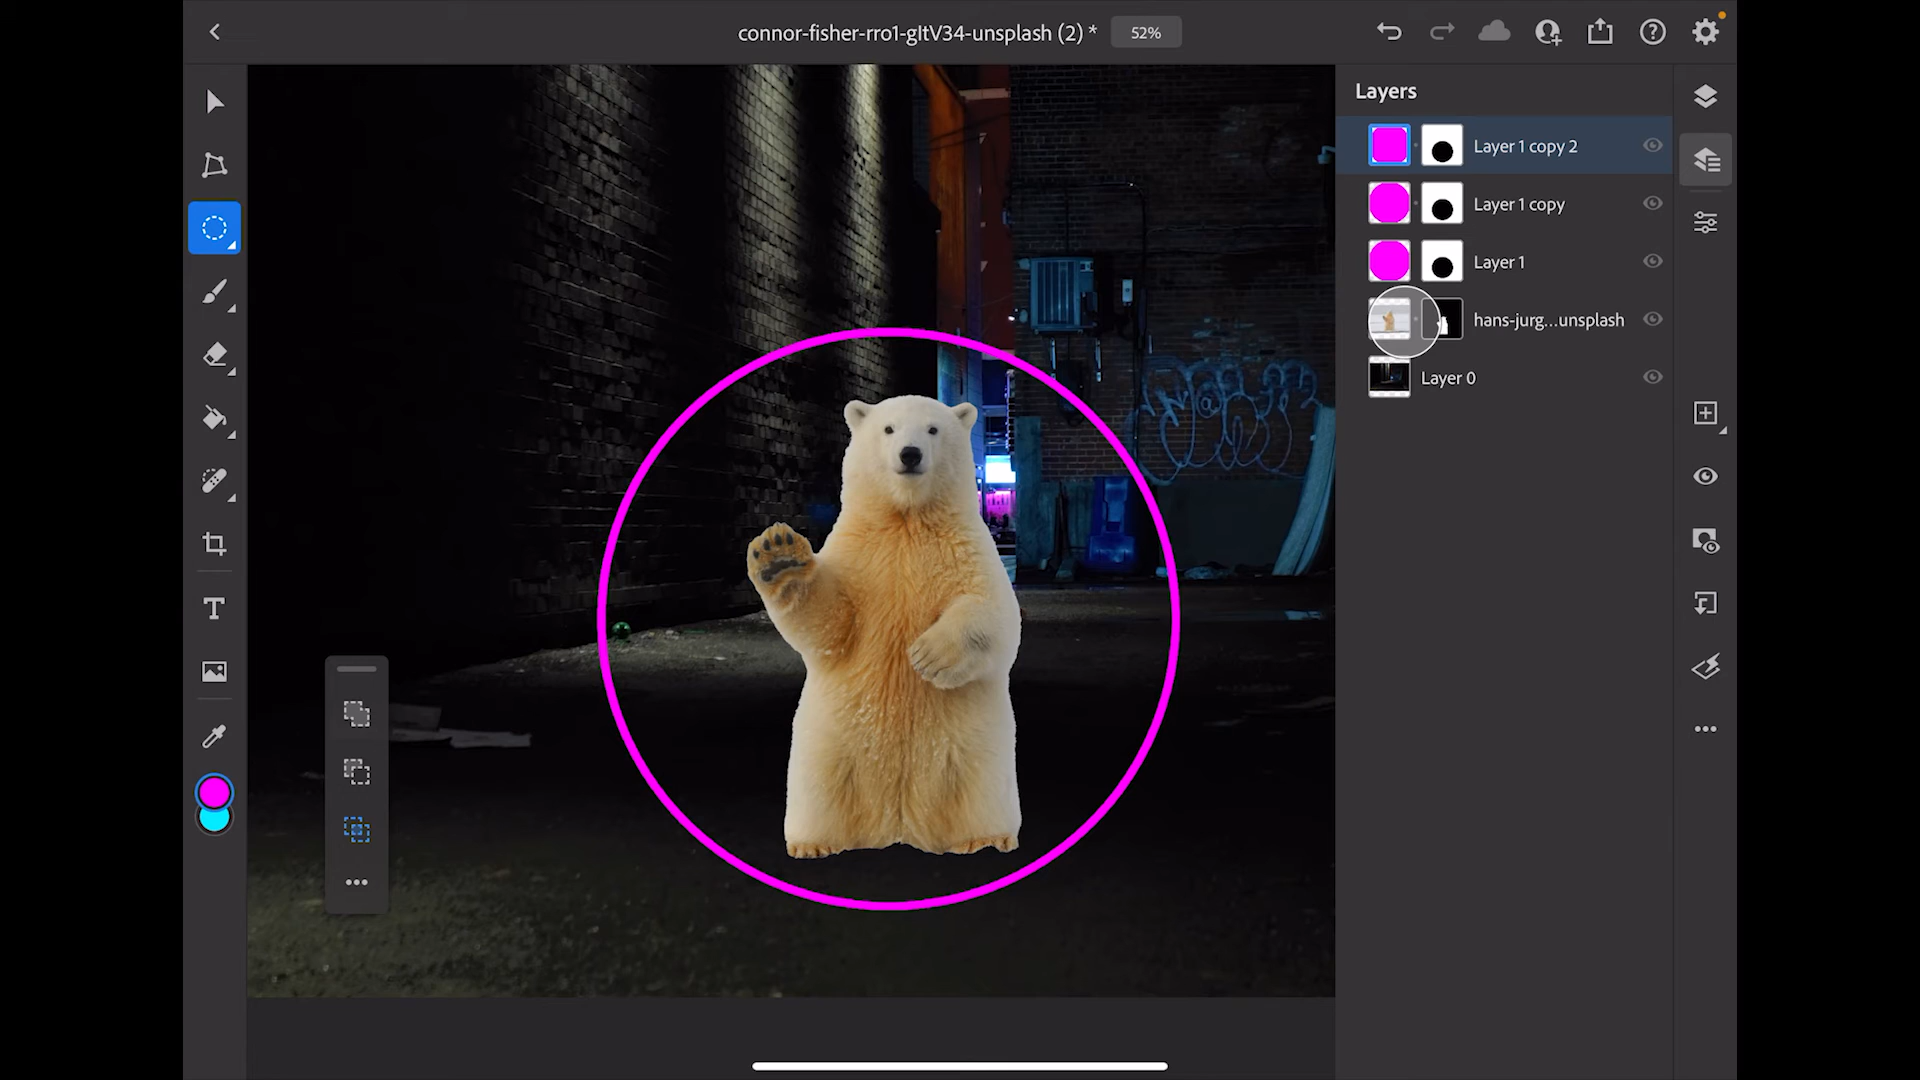 connor-fisher-rro1-gItV34-unsplash (2) *
52%
Layers
Layer 1 copy 2
Layer 1 copy
Layer 1
hans-jurg...unsplash
Layer 0